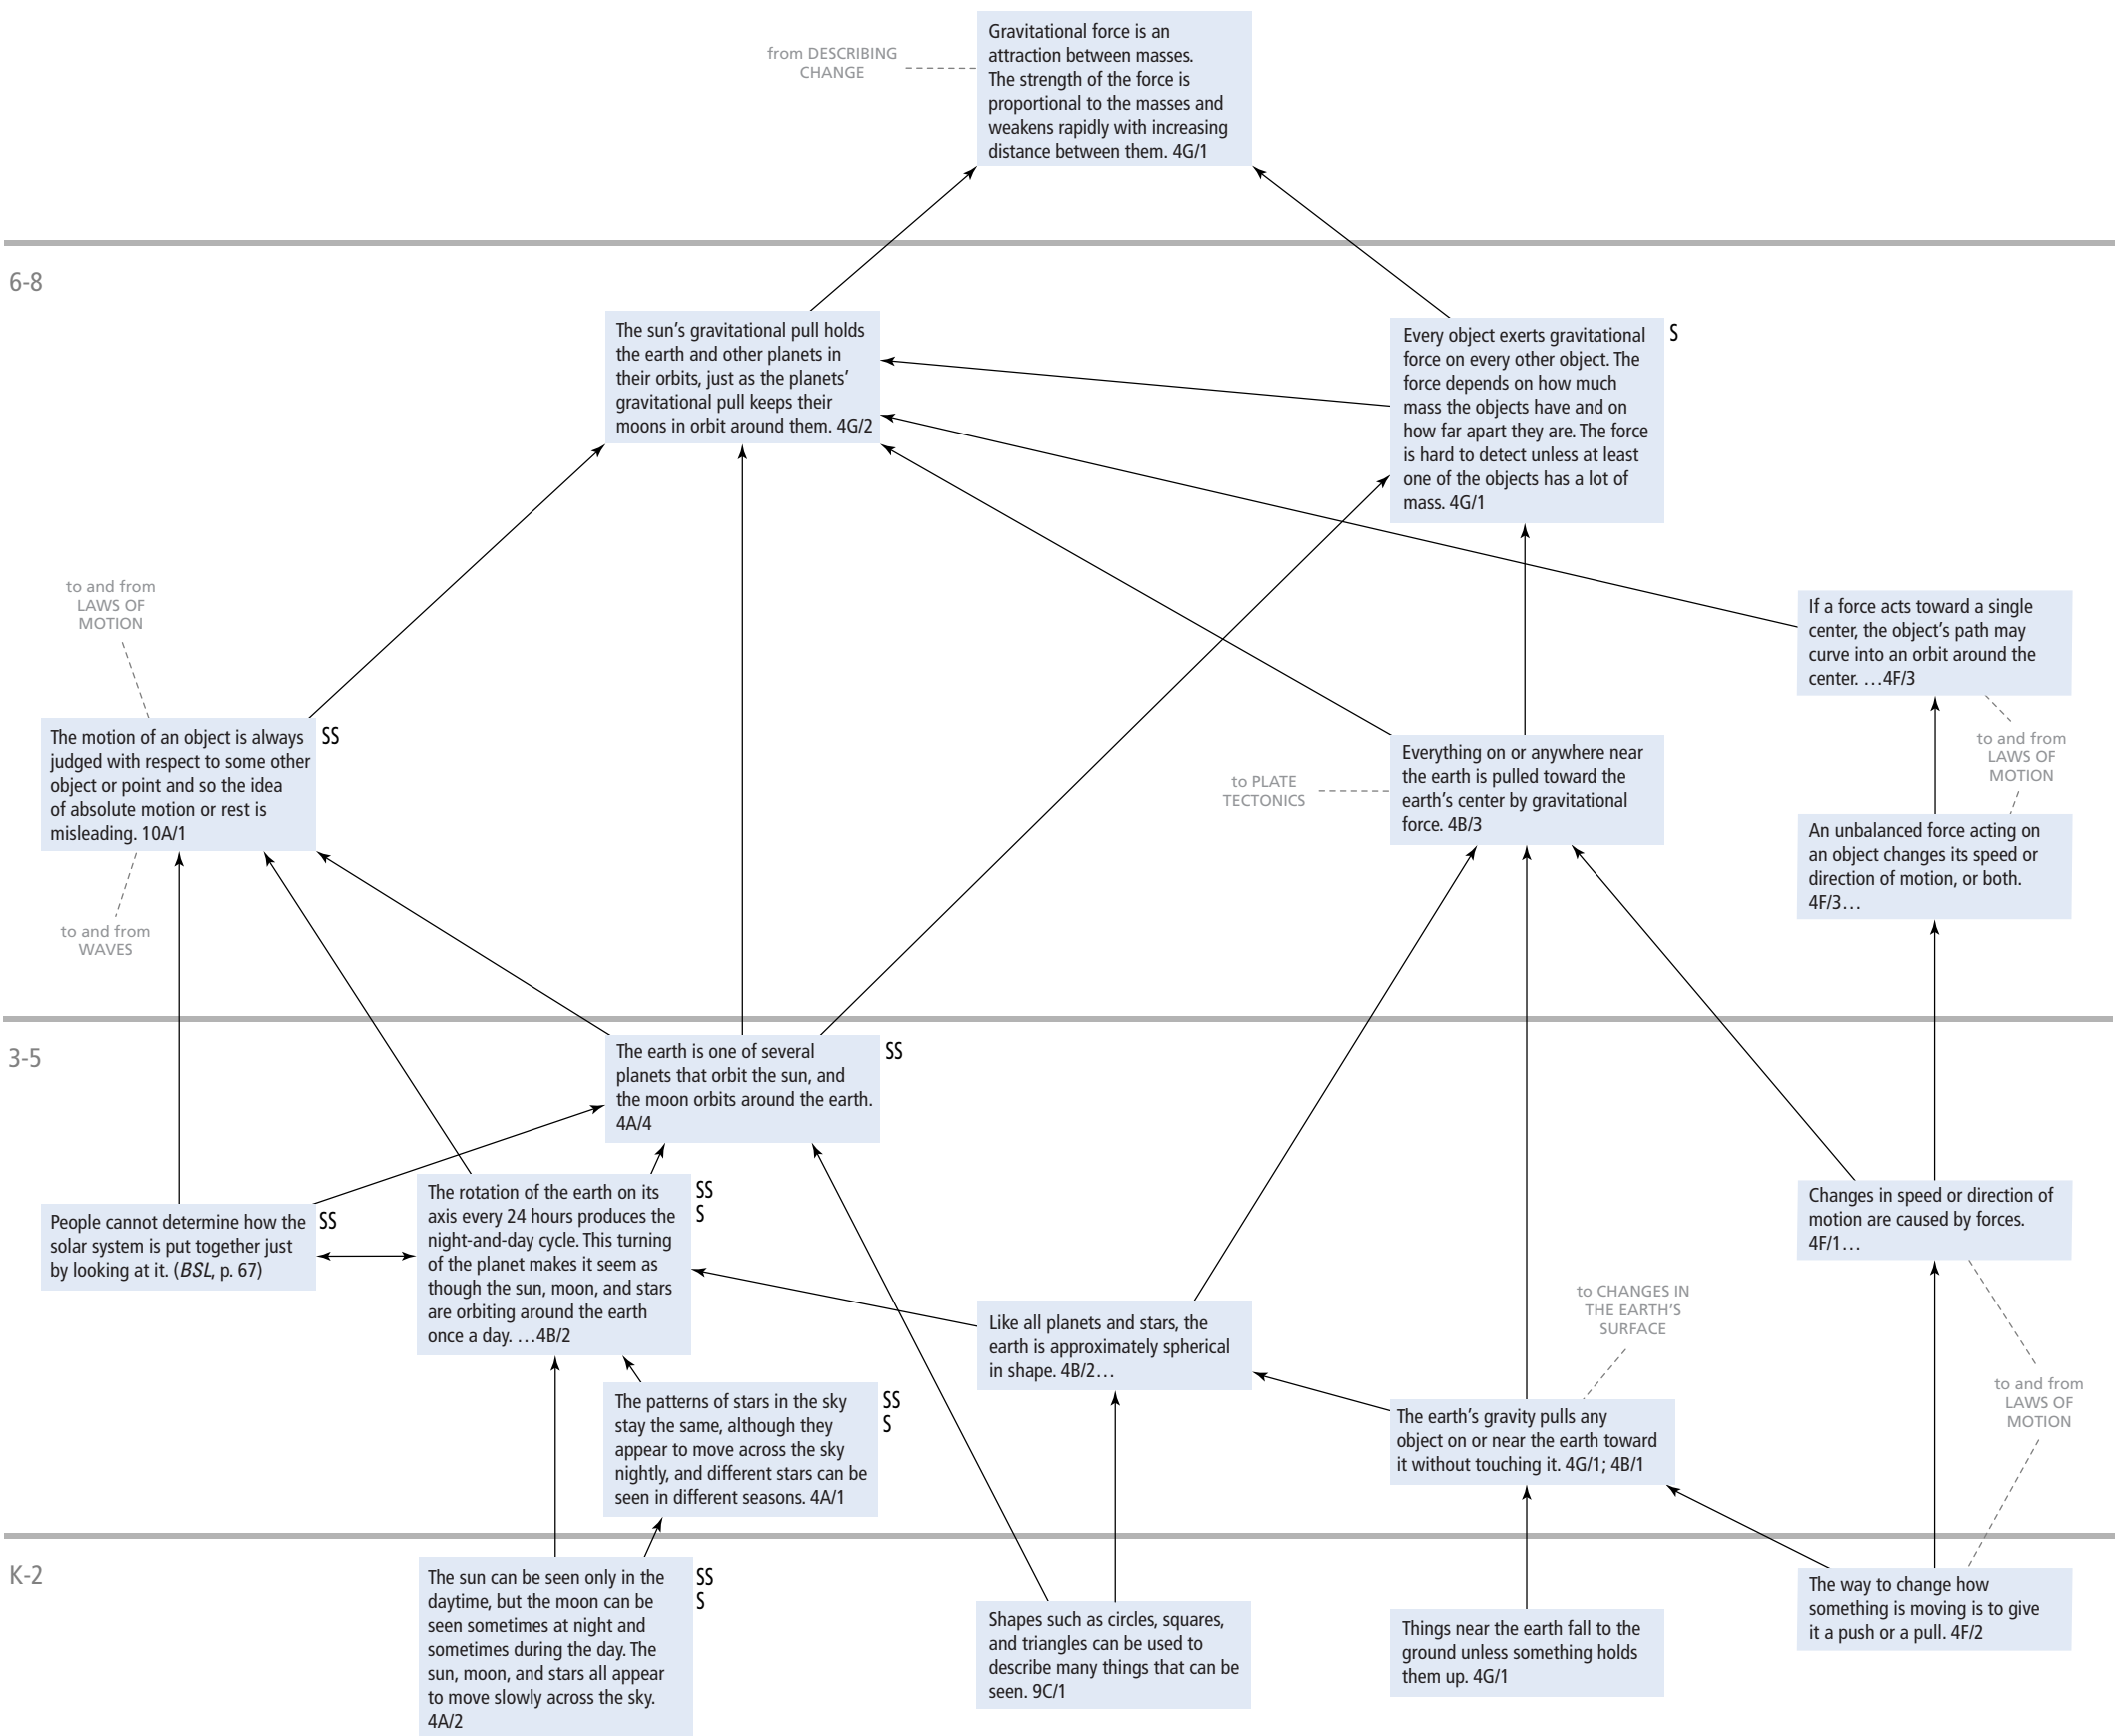 from DESCRIBING
CHANGE
Gravitational force is an
attraction between masses.
The strength of the force is
proportional to the masses and
weakens rapidly with increasing
distance between them. 4G/1
6-8
The sun’s gravitational pull holds
the earth and other planets in
their orbits, just as the planets’
gravitational pull keeps their
moons in orbit around them. 4G/2
Every object exerts gravitational
force on every other object. The
force depends on how much
mass the objects have and on
how far apart they are. The force
is hard to detect unless at least
one of the objects has a lot of
mass. 4G/1
S
to and from
LAWS OF
MOTION
If a force acts toward a single
center, the object’s path may
curve into an orbit around the
center. …4F/3
The motion of an object is always
judged with respect to some other
object or point and so the idea
of absolute motion or rest is
misleading. 10A/1
SS
to PLATE
TECTONICS
Everything on or anywhere near
the earth is pulled toward the
earth’s center by gravitational
force. 4B/3
to and from
LAWS OF
MOTION
An unbalanced force acting on
an object changes its speed or
direction of motion, or both.
4F/3…
to and from
WAVES
3-5
The earth is one of several
planets that orbit the sun, and
the moon orbits around the earth.
4A/4
SS
People cannot determine how the
solar system is put together just
by looking at it. (BSL, p. 67)
SS
The rotation of the earth on its
axis every 24 hours produces the
night-and-day cycle. This turning
of the planet makes it seem as
though the sun, moon, and stars
are orbiting around the earth
once a day. …4B/2
SS
S
Changes in speed or direction of
motion are caused by forces.
4F/1…
Like all planets and stars, the
earth is approximately spherical
in shape. 4B/2…
to CHANGES IN
THE EARTH’S
SURFACE
The patterns of stars in the sky
stay the same, although they
appear to move across the sky
nightly, and different stars can be
seen in different seasons. 4A/1
SS
S
The earth’s gravity pulls any
object on or near the earth toward
it without touching it. 4G/1; 4B/1
to and from
LAWS OF
MOTION
K-2
The sun can be seen only in the
daytime, but the moon can be
seen sometimes at night and
sometimes during the day. The
sun, moon, and stars all appear
to move slowly across the sky.
4A/2
SS
S
Shapes such as circles, squares,
and triangles can be used to
describe many things that can be
seen. 9C/1
Things near the earth fall to the
ground unless something holds
them up. 4G/1
The way to change how
something is moving is to give
it a push or a pull. 4F/2